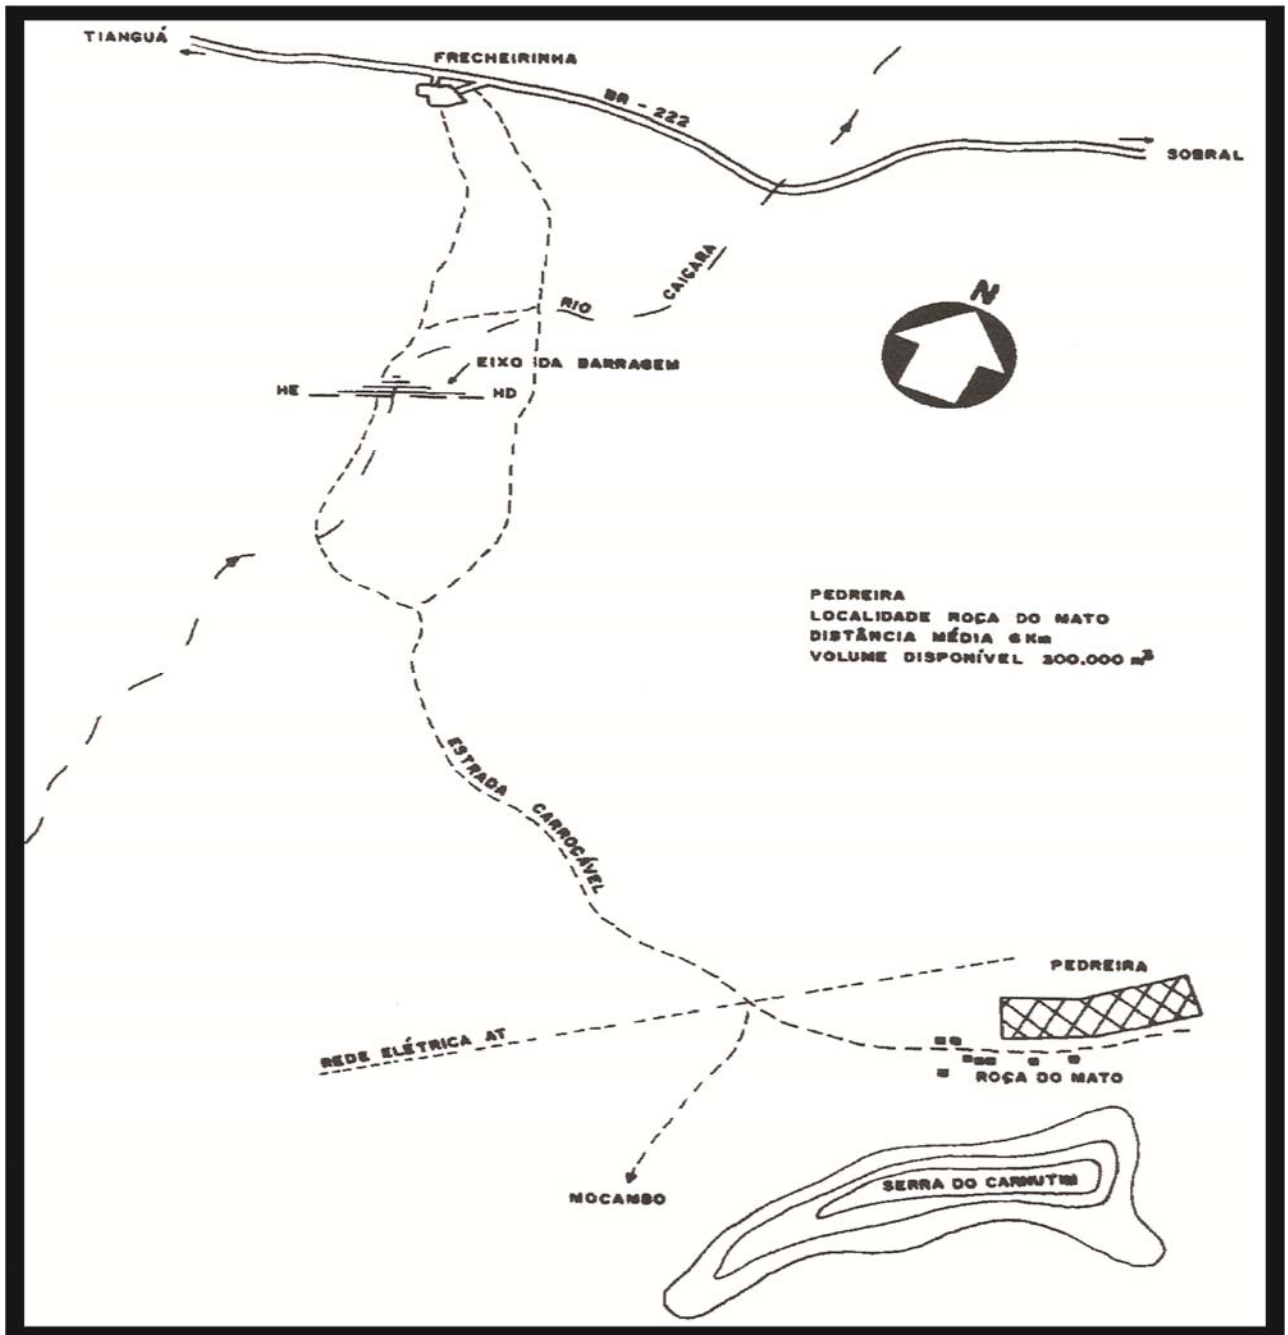 TIANGUÁ
FRECHEIRINHA
BR - 222
SOBRAL
N
RIO
CAIÇARA
EIXO DA BARRAGEM
HE
HD
PEDREIRA
LOCALIDADE ROÇA DO MATO
DISTÂNCIA MÉDIA 6 Km
VOLUME DISPONÍVEL 300.000 m³
ESTRADA CARROÇÁVEL
PEDREIRA
REDE ELÉTRICA AT
ROÇA DO MATO
MOCAMBO
SERRA DO CARNUTIM